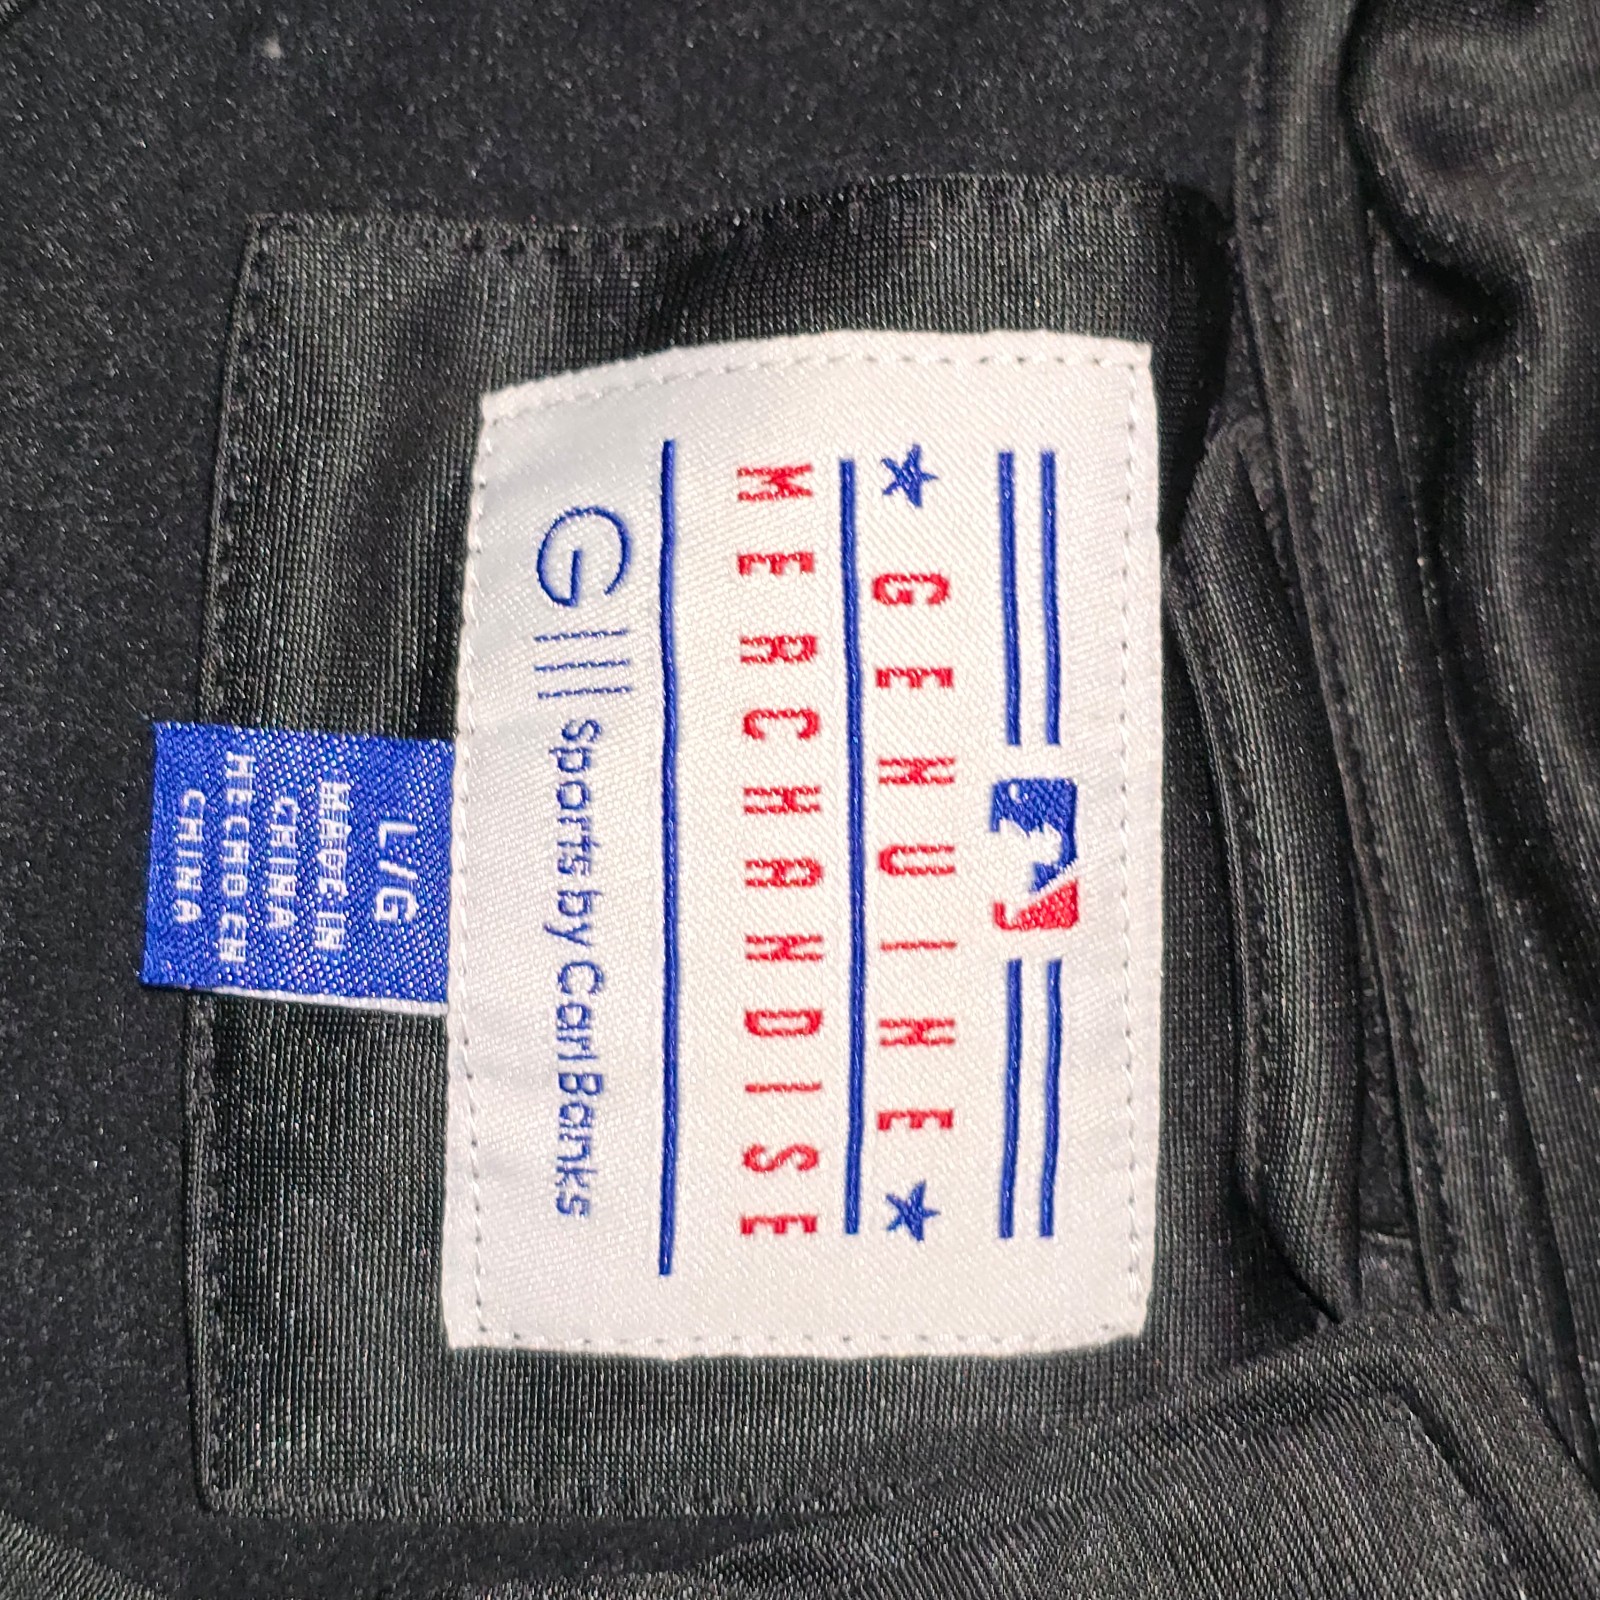 GENUINE
MERCHANDISE
G Sports by Carl Banks
L/G
MADE IN
CHINA
HECHO EN
CHINA